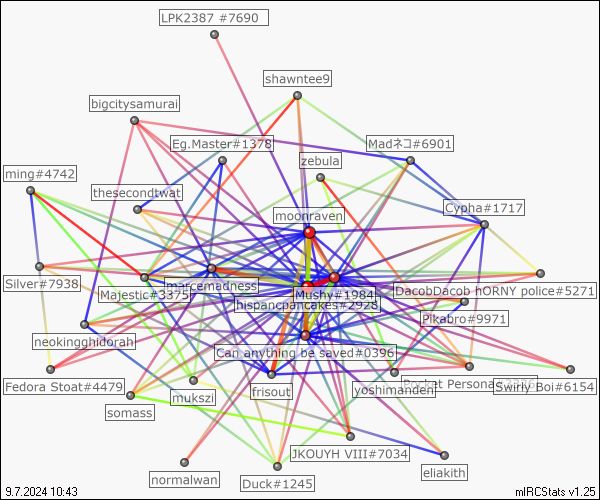 LPK2387 #7690
shawntee9
bigcitysamurai
Eg.Master#1378
Madネコ#6901
zebula
ming#4742
thesecondtwat
moonraven
Cypha#1717
Silver#7938
Majestic#3375
marcemadness
Mushy#1984
hispancpancakes#2928
DacobDacob hORNY police#5271
Pikabro#9971
neokingghidorah
Can anything be saved#0396
Fedora Stoat#4479
mukszi
frisout
yoshimanden
Pocket Persona
Swirly Boi#6154
somass
JKOUYH VIII#7034
normalwan
Duck#1245
eliakith
9.7.2024 10:43
mIRCStats v1.25